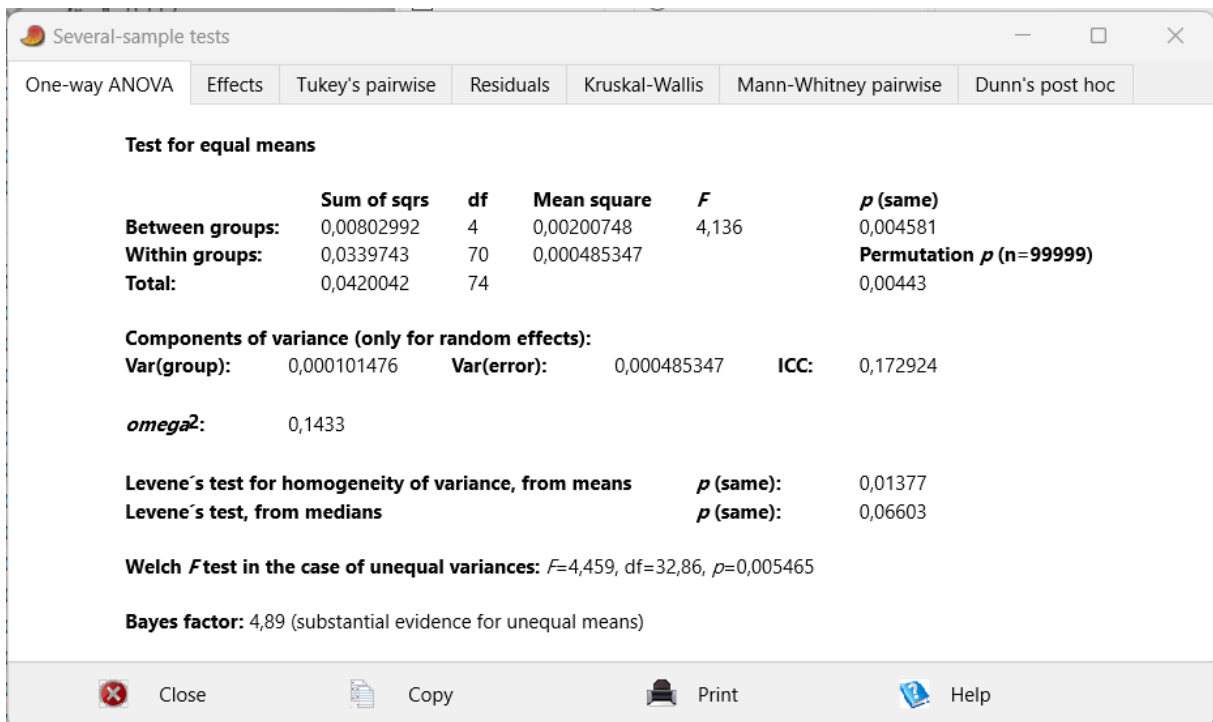 Several-sample tests
One-way ANOVA Effects Tukey's pairwise Residuals Kruskal-Wallis Mann-Whitney pairwise Dunn's post hoc
Test for equal means
Sum of sqrs df Mean square F p (same)
Between groups: 0,00802992 4 0,00200748 4,136 0,004581
Within groups: 0,0339743 70 0,000485347 Permutation p (n=99999)
Total: 0,0420042 74 0,00443
Components of variance (only for random effects):
Var(group): 0,000101476 Var(error): 0,000485347 ICC: 0,172924
omega2: 0,1433
Levene´s test for homogeneity of variance, from means p (same): 0,01377
Levene´s test, from medians p (same): 0,06603
Welch F test in the case of unequal variances: F=4,459, df=32,86, p=0,005465
Bayes factor: 4,89 (substantial evidence for unequal means)
Close Copy Print Help